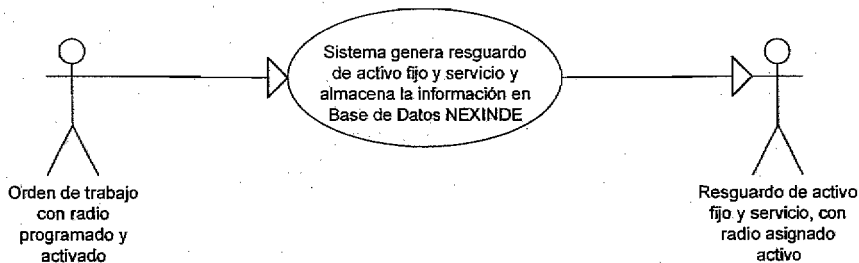 Sistema genera resguardo
de activo fijo y servicio y
almacena la información en
Base de Datos NEXINDE
Orden de trabajo
con radio
programado y
activado
Resguardo de activo
fijo y servicio, con
radio asignado
activo